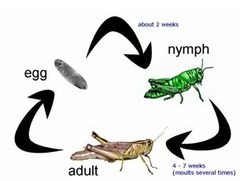 about 2 weeks
nymph
egg
adult
4 - 7 weeks
(moults several times)